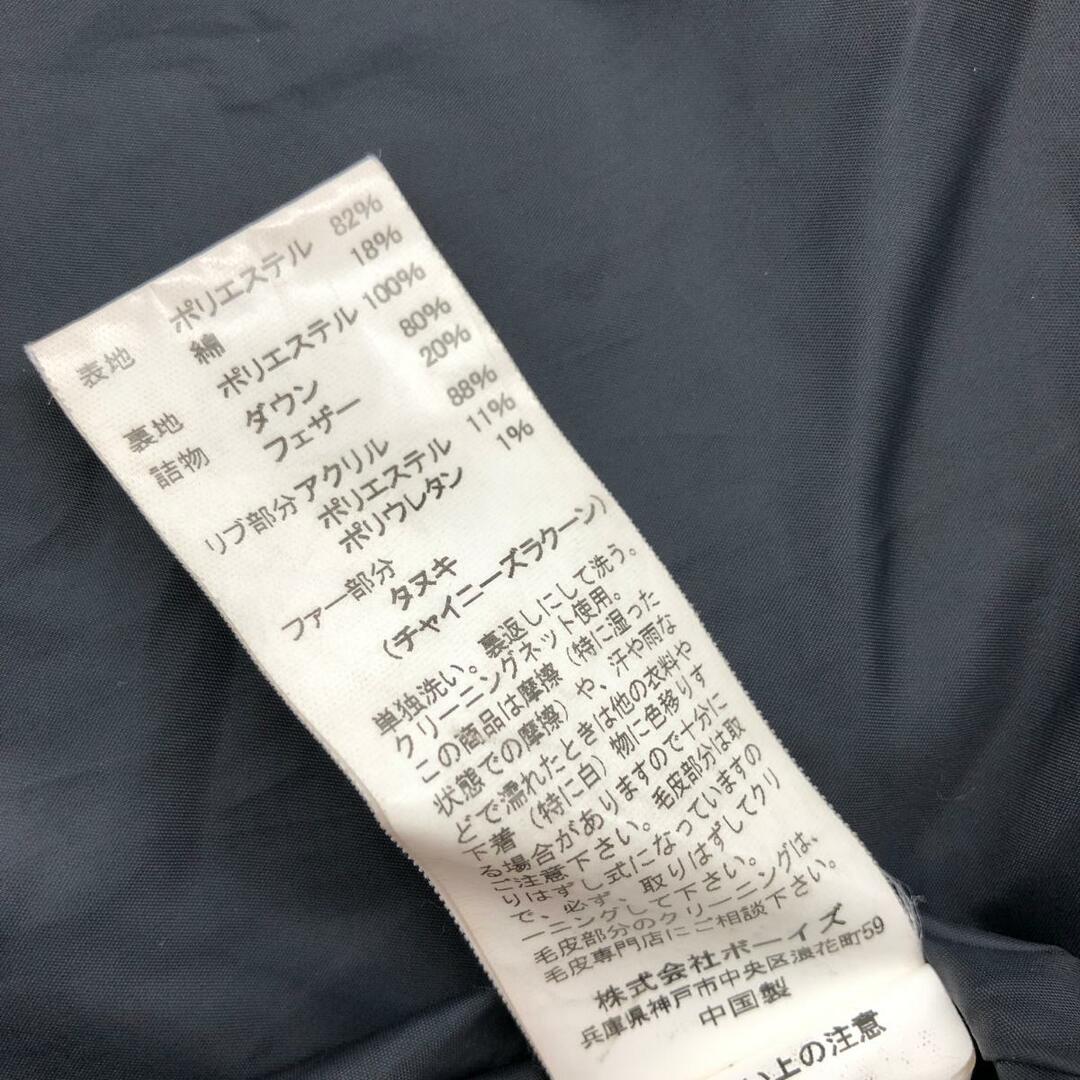 表地 ポリエステル 82%
綿 18%
裏地 ポリエステル 100%
詰物 ダウン 80%
フェザー 20%
リブ部分 アクリル 88%
ポリエステル 11%
ポリウレタン 1%
ファー部分 タヌキ
(チャイニーズラクーン)
単独洗い。裏返しにして洗う。
クリーニングネット使用。
この商品は摩擦(特に湿った
状態での摩擦)や、汗や雨な
どで濡れたときは他の衣料や
下着(特に白)物に色移りす
る場合がありますので十分に
ご注意下さい。毛皮部分は取
りはずし式になっていますの
で、必ず、取りはずしてクリ
ーニングして下さい。
毛皮部分のクリーニングは、
毛皮専門店にご相談下さい。
株式会社ボーイズ
兵庫県神戸市中央区浪花町59
中国製
い上の注意